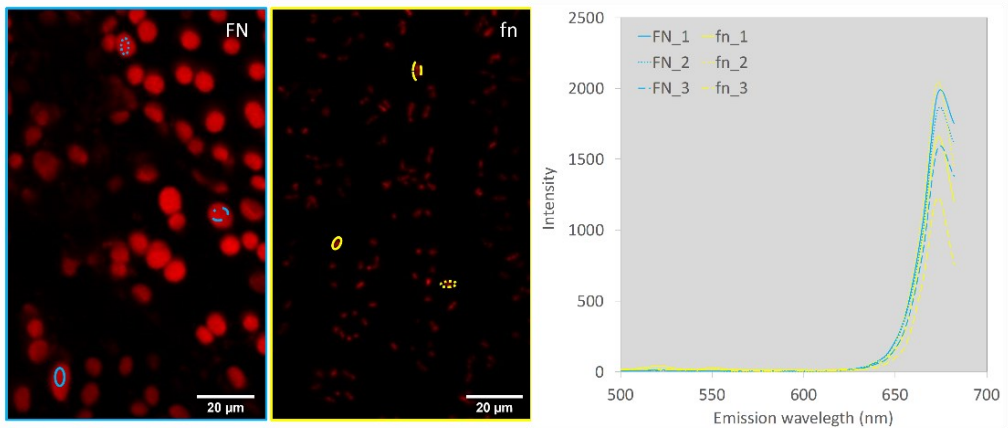 FN
20 µm
fn
20 µm
2500
2000
1500
1000
500
0
Intensity
FN_1 fn_1
FN_2 fn_2
FN_3 fn_3
500 550 600 650 700
Emission wavelegth (nm)